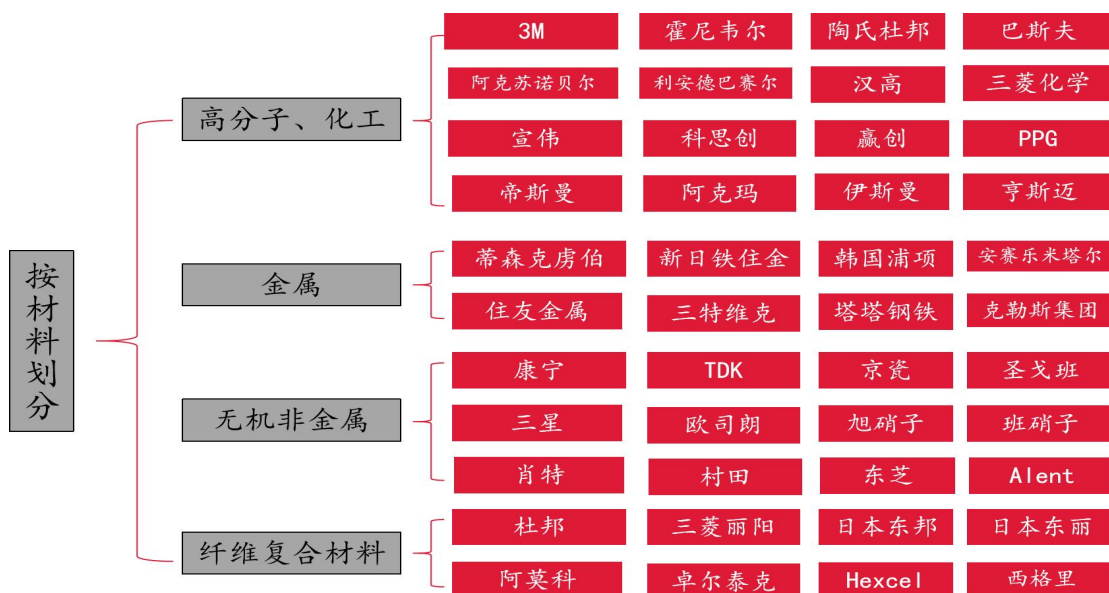 按材料划分
高分子、化工
3M 霍尼韦尔 陶氏杜邦 巴斯夫
阿克苏诺贝尔 利安德巴赛尔 汉高 三菱化学
宣伟 科思创 赢创 PPG
帝斯曼 阿克玛 伊斯曼 亨斯迈
金属
蒂森克虏伯 新日铁住金 韩国浦项 安赛乐米塔尔
住友金属 三特维克 塔塔钢铁 克勒斯集团
无机非金属
康宁 TDK 京瓷 圣戈班
三星 欧司朗 旭硝子 班硝子
肖特 村田 东芝 Alent
纤维复合材料
杜邦 三菱丽阳 日本东邦 日本东丽
阿莫科 卓尔泰克 Hexcel 西格里